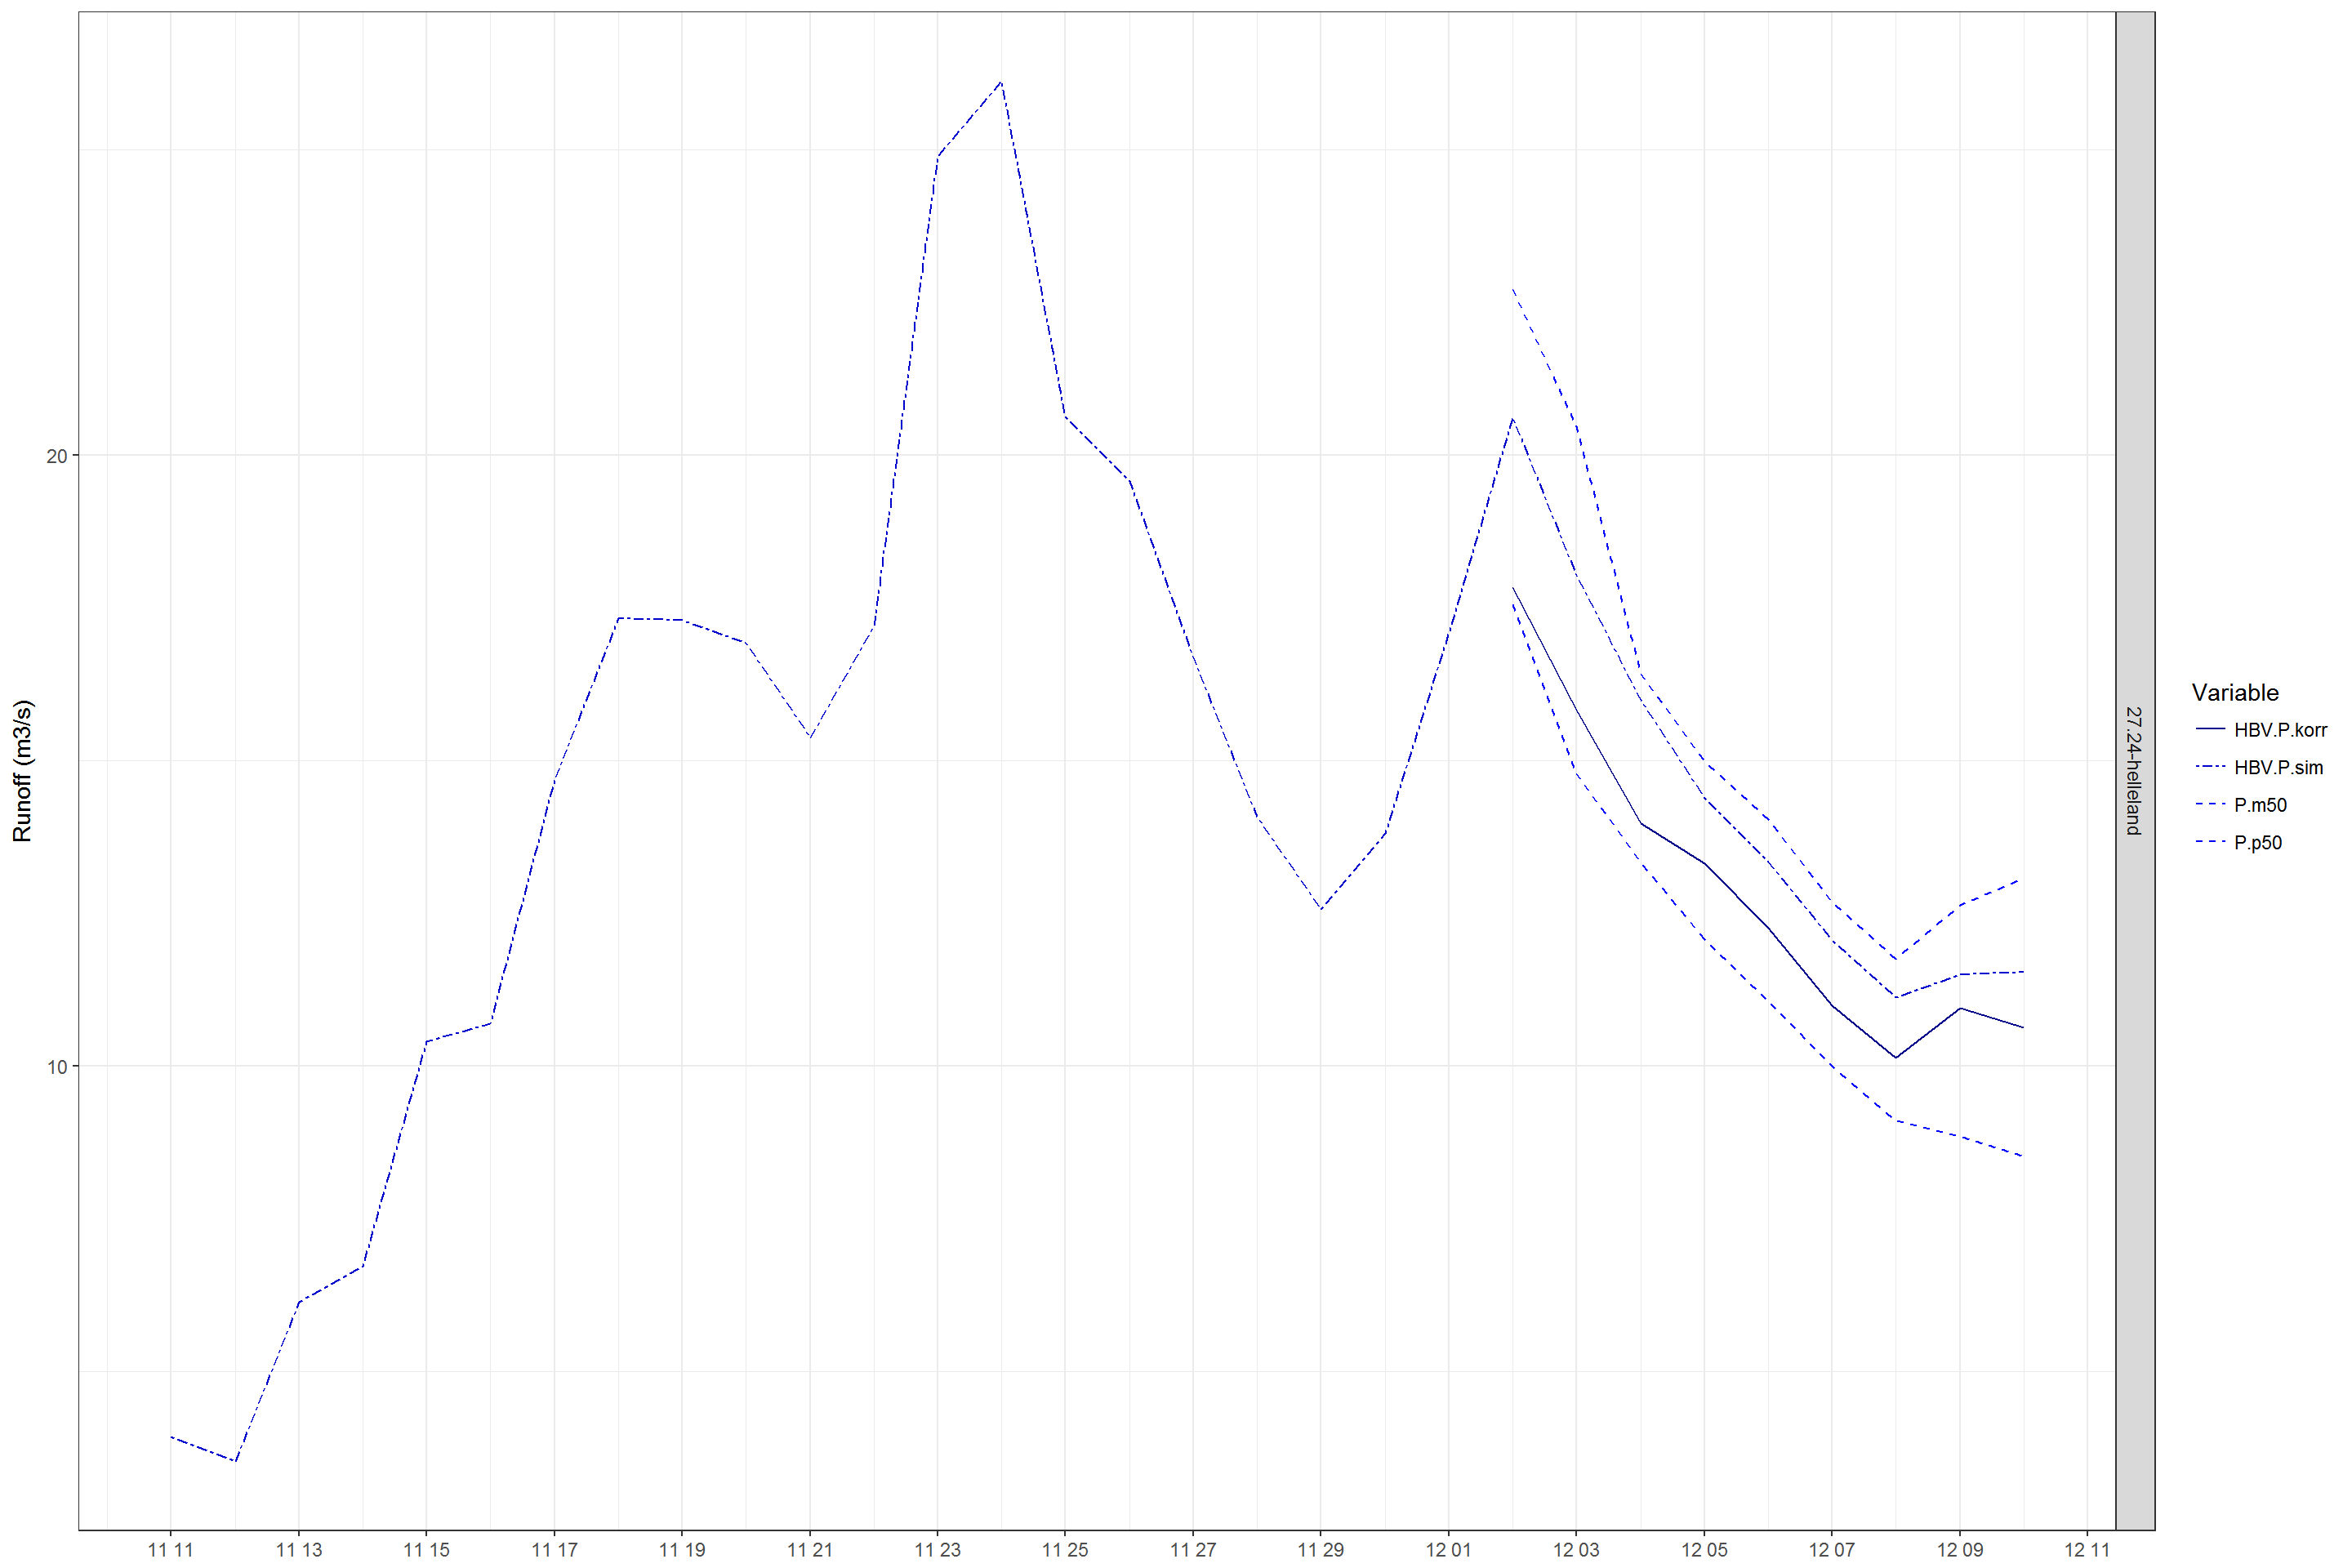 Runoff (m3/s)
20
10
11 11
11 13
11 15
11 17
11 19
11 21
11 23
11 25
11 27
11 29
12 01
12 03
12 05
12 07
12 09
12 11
27.24-helleland
Variable
HBV.P.korr
HBV.P.sim
P.m50
P.p50